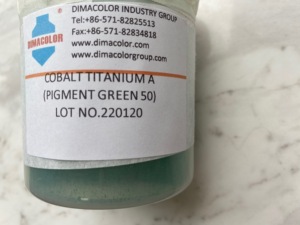 DIMACOLOR INDUSTRY GROUP
Tel:+86-571-82825513
Fax:+86-571-82834818
DIMACOLOR
www.dimacolor.com
www.dimacolorgroup.com
COBALT TITANIUM A
(PIGMENT GREEN 50)
LOT NO.220120